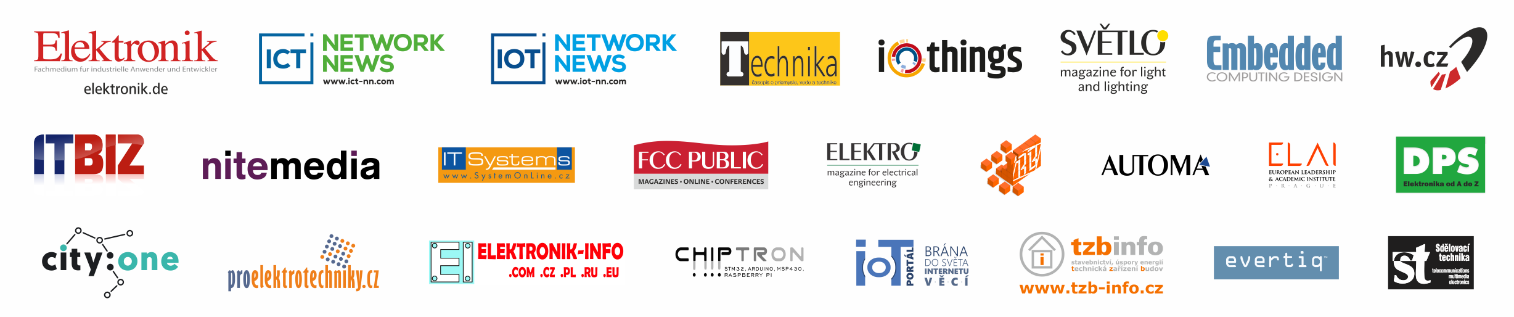 Elektronik
Fachmedium für industrielle Anwender und Entwickler
elektronik.de
ICT NETWORK
NEWS
www.ict-nn.com
IOT NETWORK
NEWS
www.iot-nn.com
Technika
iothings
SVĚTLO
magazine for light
and lighting
Embedded
COMPUTING DESIGN
hw.cz
ITBIZ
nitemedia
IT Systems
www.SystemOnLine.cz
FCC PUBLIC
MAGAZINES • ONLINE • CONFERENCES
ELEKTRO
magazine for electrical
engineering
AUTOMA
ELAI
EUROPEAN LEADERSHIP
& ACADEMIC INSTITUTE
PRAGUE
DPS
Elektronika od A do Z
city:one
proelektrotechniky.cz
E ELEKTRONIK-INFO
.COM .CZ .PL .RU .EU
CHIPTRON
STM32, ARDUINO, MSP430,
RASPBERRY PI
IoT
PORTÁL
BRÁNA
DO SVĚTA
INTERNETU
VĚCÍ
tzbinfo
stavebnictví, úspory energií
technická zařízení budov
www.tzb-info.cz
evertiq
st
Sdělovací
technika
telecommunications
multimedia
electronics